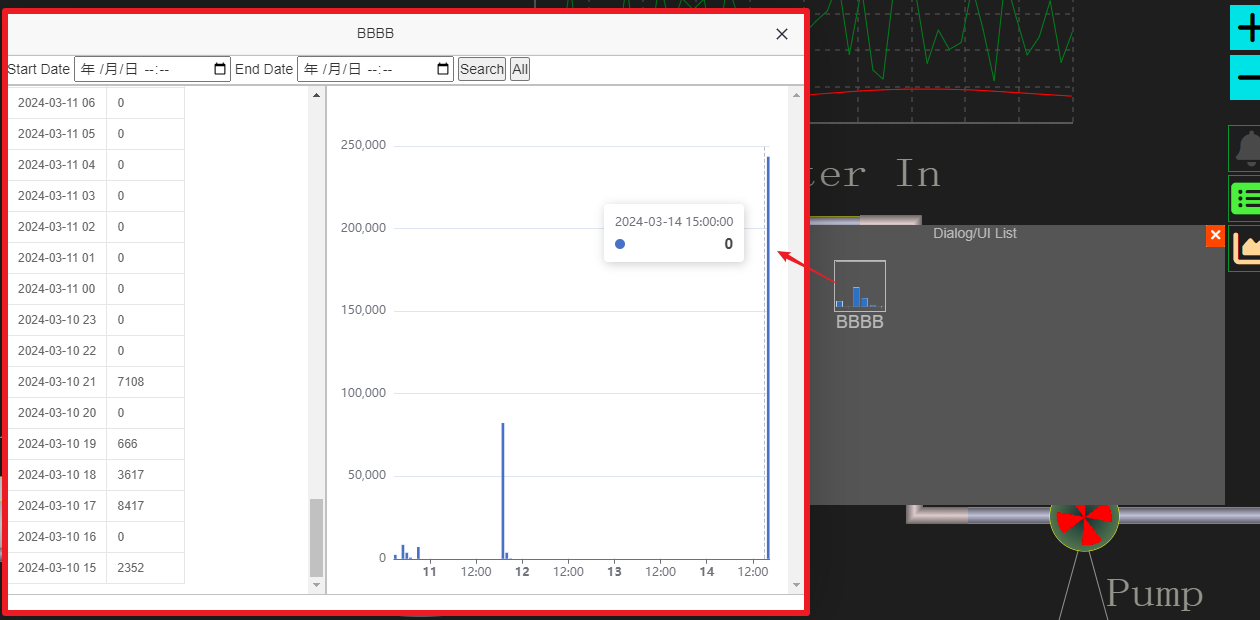 BBBB
Start Date 年 /月/日 --:-- End Date 年 /月/日 --:-- Search All
2024-03-11 06 0
2024-03-11 05 0
2024-03-11 04 0
2024-03-11 03 0
2024-03-11 02 0
2024-03-11 01 0
2024-03-11 00 0
2024-03-10 23 0
2024-03-10 22 0
2024-03-10 21 7108
2024-03-10 20 0
2024-03-10 19 666
2024-03-10 18 3617
2024-03-10 17 8417
2024-03-10 16 0
2024-03-10 15 2352
250,000
200,000
150,000
100,000
50,000
0
11 12:00 12 12:00 13 12:00 14 12:00
2024-03-14 15:00:00
0
ter In
Dialog/UI List
BBBB
Pump